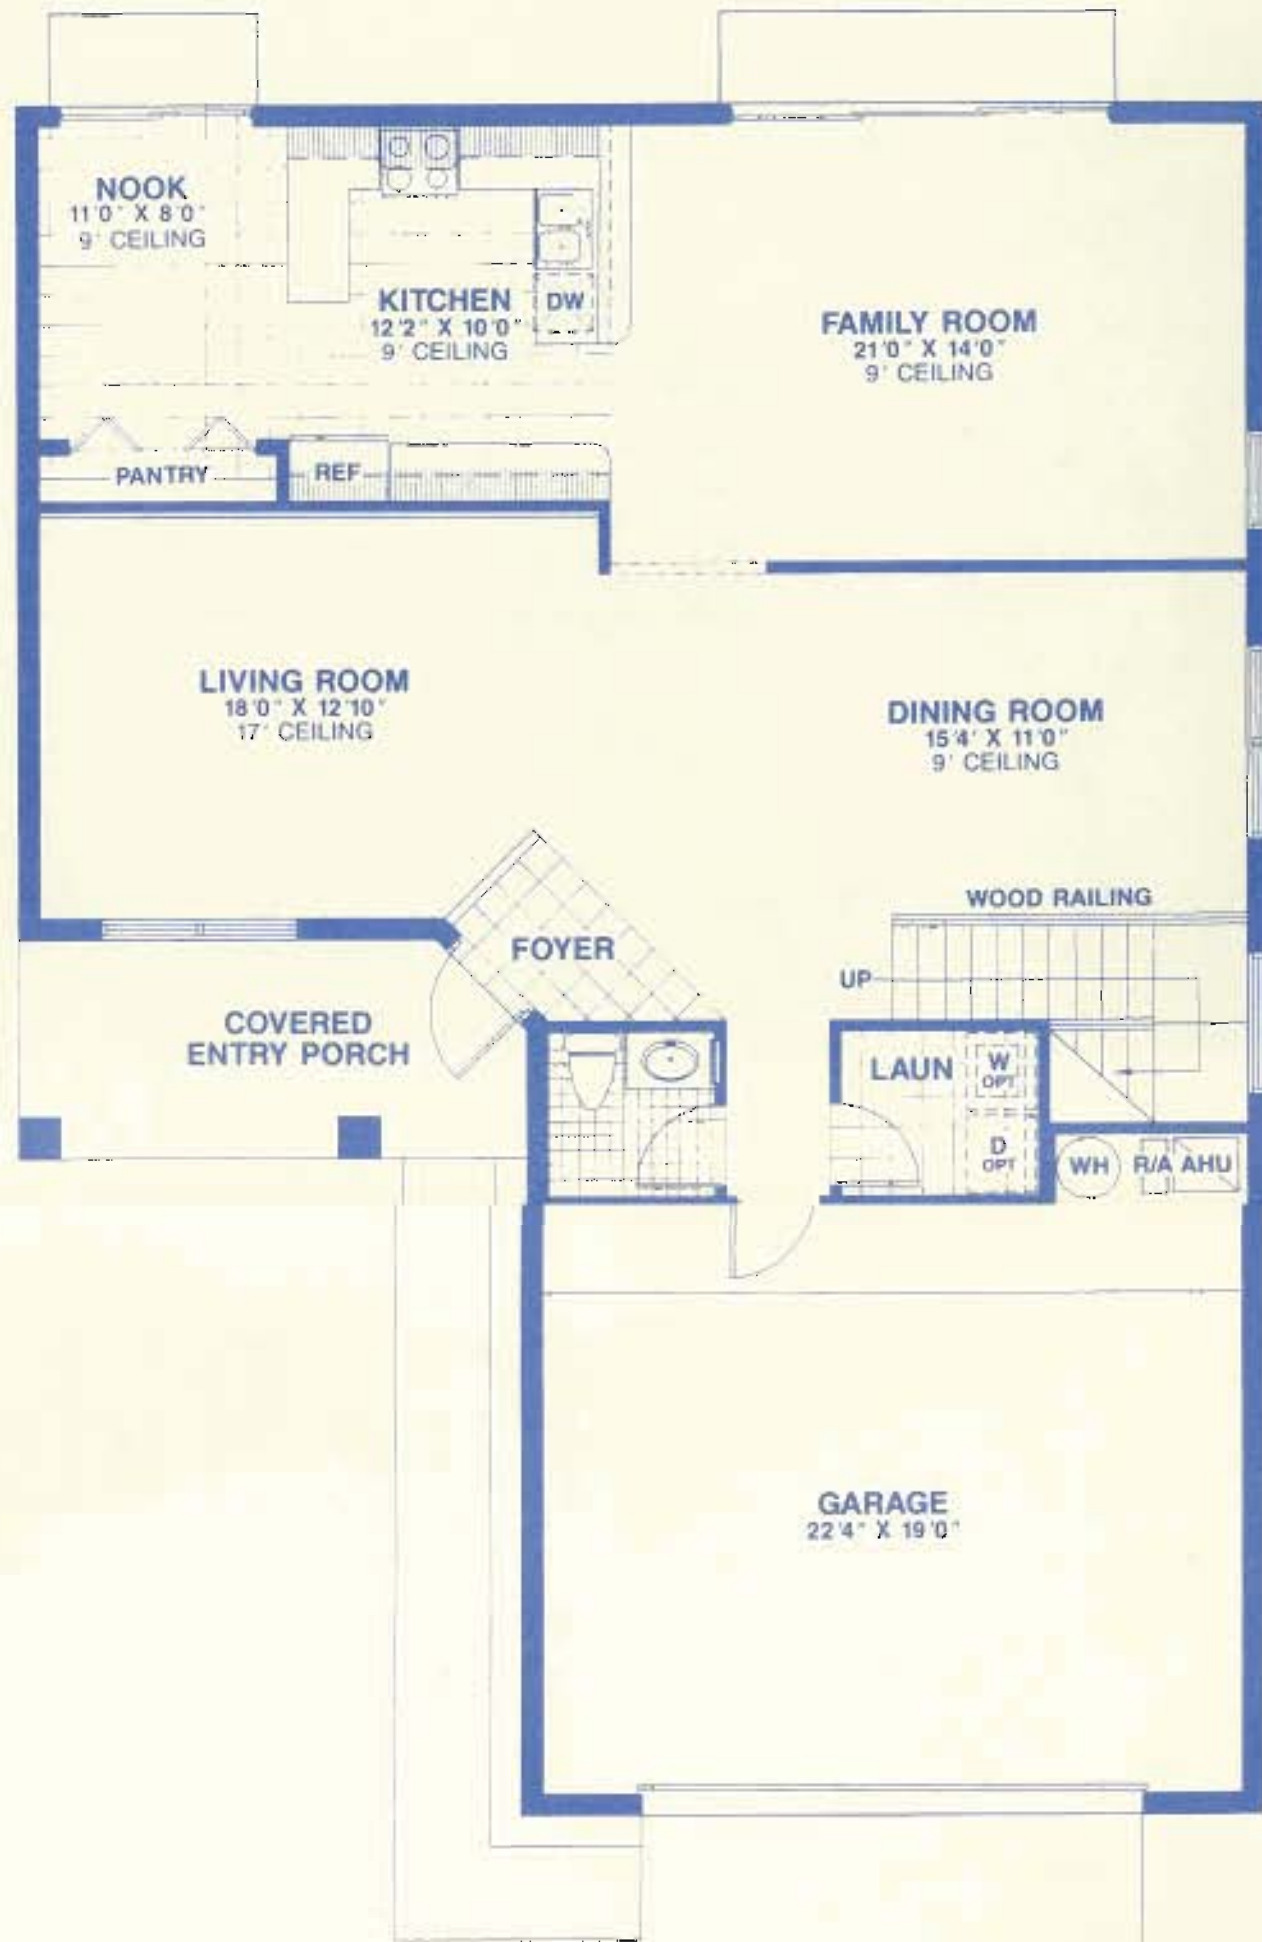 NOOK
11'0" X 8'0"
9' CEILING
KITCHEN
12'2" X 10'0"
9' CEILING
DW
FAMILY ROOM
21'0" X 14'0"
9' CEILING
PANTRY
REF
LIVING ROOM
18'0" X 12'10"
17' CEILING
DINING ROOM
15'4' X 11'0"
9' CEILING
WOOD RAILING
FOYER
UP
COVERED
ENTRY PORCH
LAUN
W
OPT
D
OPT
WH
R/A
AHU
GARAGE
22'4" X 19'0"